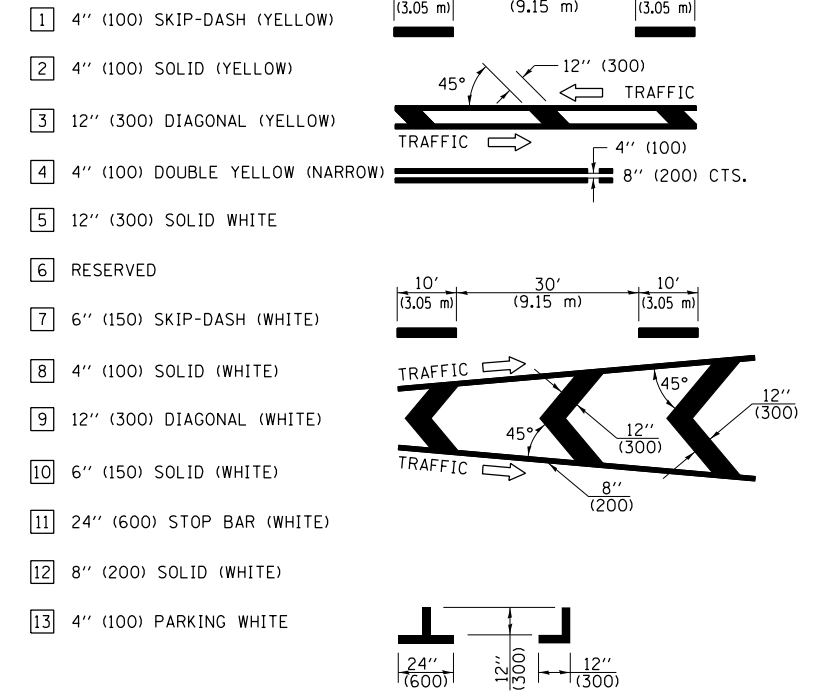 (3.05 m) (9.15 m) (3.05 m)
1 4″ (100) SKIP-DASH (YELLOW)
2 4″ (100) SOLID (YELLOW)
45° 12″ (300)
TRAFFIC
3 12″ (300) DIAGONAL (YELLOW)
TRAFFIC
4″ (100)
4 4″ (100) DOUBLE YELLOW (NARROW)
8″ (200) CTS.
5 12″ (300) SOLID WHITE
6 RESERVED
10′ 30′ 10′
(3.05 m) (9.15 m) (3.05 m)
7 6″ (150) SKIP-DASH (WHITE)
8 4″ (100) SOLID (WHITE)
TRAFFIC
45°
12″
(300)
9 12″ (300) DIAGONAL (WHITE)
45°
12″
(300)
10 6″ (150) SOLID (WHITE)
TRAFFIC
8″
(200)
11 24″ (600) STOP BAR (WHITE)
12 8″ (200) SOLID (WHITE)
13 4″ (100) PARKING WHITE
24″
(600)
12″
(300)
12″
(300)